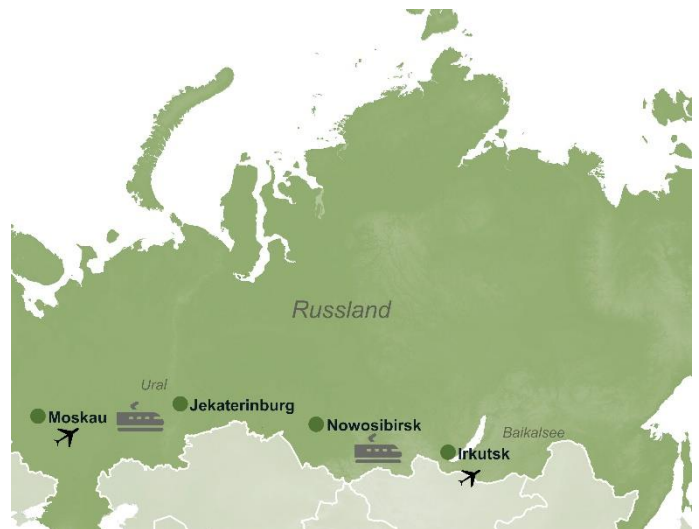 Russland
Ural
Jekaterinburg
Moskau
Nowosibirsk
Baikalsee
Irkutsk